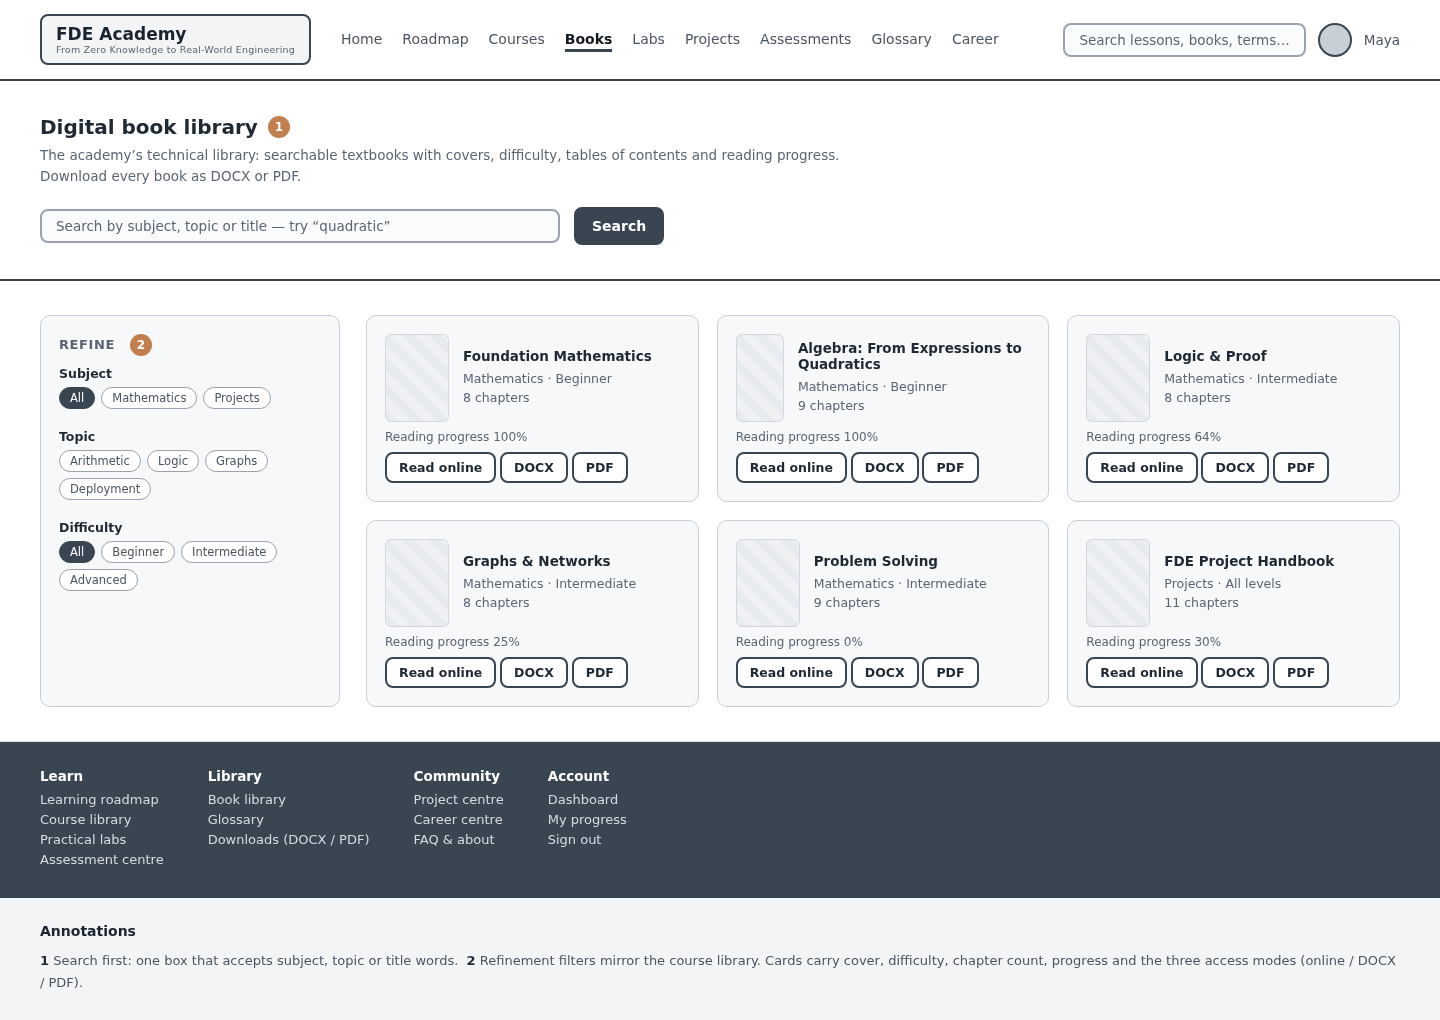 FDE Academy
From Zero Knowledge to Real-World Engineering
Home Roadmap Courses Books Labs Projects Assessments Glossary Career
Search lessons, books, terms…
Maya
Digital book library 1
The academy’s technical library: searchable textbooks with covers, difficulty, tables of contents and reading progress.
Download every book as DOCX or PDF.
Search by subject, topic or title — try “quadratic”
Search
REFINE 2
Subject
All Mathematics Projects
Topic
Arithmetic Logic Graphs
Deployment
Difficulty
All Beginner Intermediate
Advanced
Foundation Mathematics
Mathematics · Beginner
8 chapters
Reading progress 100%
Read online DOCX PDF
Algebra: From Expressions to
Quadratics
Mathematics · Beginner
9 chapters
Reading progress 100%
Read online DOCX PDF
Logic & Proof
Mathematics · Intermediate
8 chapters
Reading progress 64%
Read online DOCX PDF
Graphs & Networks
Mathematics · Intermediate
8 chapters
Reading progress 25%
Read online DOCX PDF
Problem Solving
Mathematics · Intermediate
9 chapters
Reading progress 0%
Read online DOCX PDF
FDE Project Handbook
Projects · All levels
11 chapters
Reading progress 30%
Read online DOCX PDF
Learn
Learning roadmap
Course library
Practical labs
Assessment centre
Library
Book library
Glossary
Downloads (DOCX / PDF)
Community
Project centre
Career centre
FAQ & about
Account
Dashboard
My progress
Sign out
Annotations
1 Search first: one box that accepts subject, topic or title words. 2 Refinement filters mirror the course library. Cards carry cover, difficulty, chapter count, progress and the three access modes (online / DOCX
/ PDF).